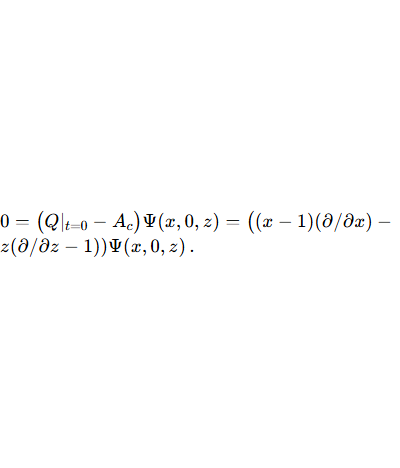 0 = (Q|ₜ₌₀ − A_c)Ψ(x, 0, z) = ((x − 1)(∂/∂x) −
z(∂/∂z − 1))Ψ(x, 0, z) .